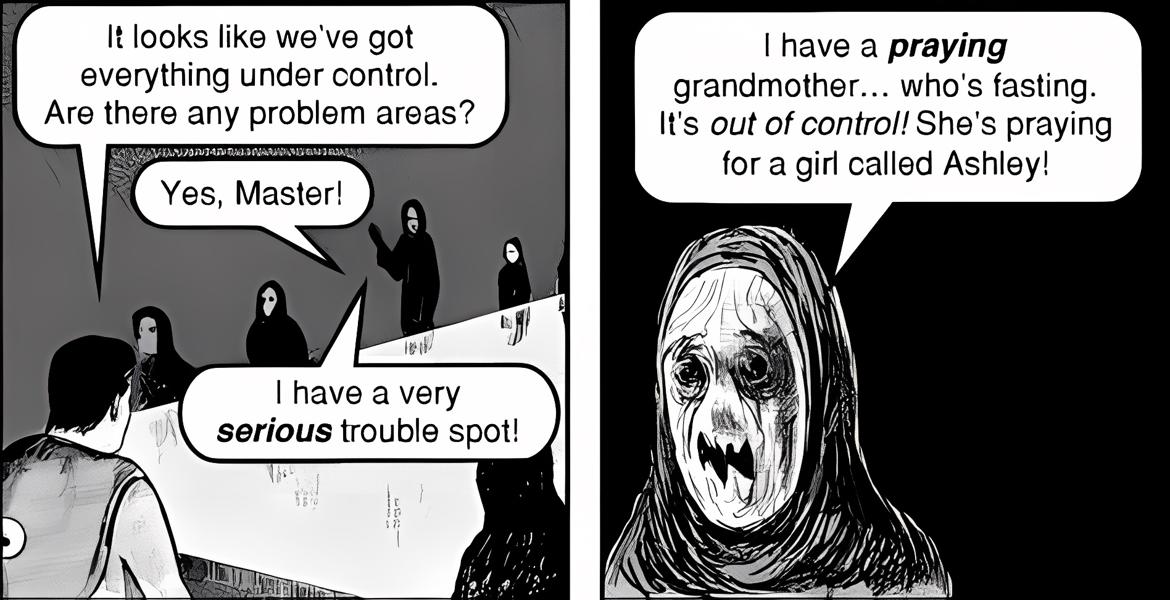 It looks like we've got
everything under control.
Are there any problem areas?
Yes, Master!
I have a very
serious trouble spot!
I have a praying
grandmother... who's fasting.
It's out of control! She's praying
for a girl called Ashley!